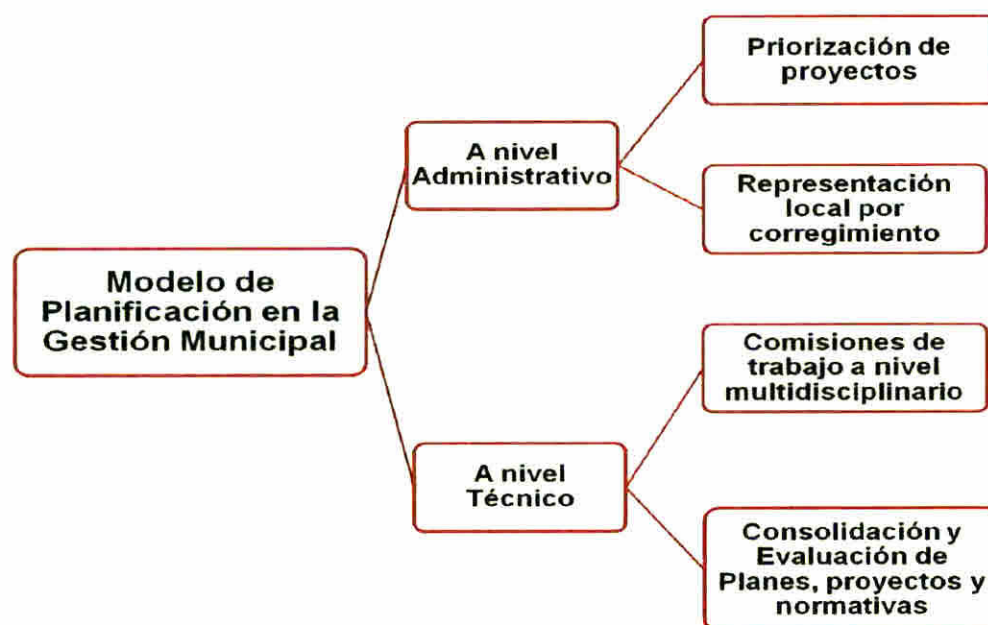 Modelo de
Planificación en la
Gestión Municipal
A nivel
Administrativo
Priorización de
proyectos
Representación
local por
corregimiento
A nivel
Técnico
Comisiones de
trabajo a nivel
multidisciplinario
Consolidación y
Evaluación de
Planes, proyectos y
normativas